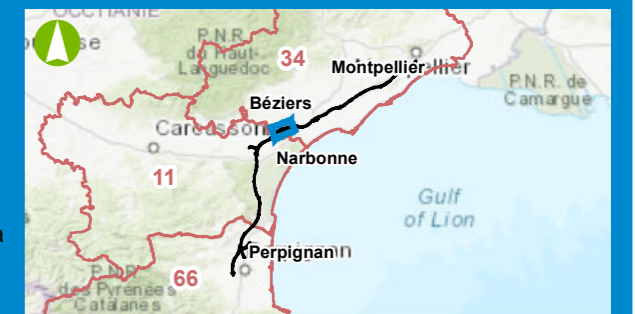 OCCITANIE
P.N.R.
du Haut-
Languedoc
34
Montpellier
P.N.R. de
Camargue
Béziers
Carcassonne
Narbonne
11
Gulf
of Lion
a
Perpignan
66
P.N.R.
des Pyrénées
Catalanes